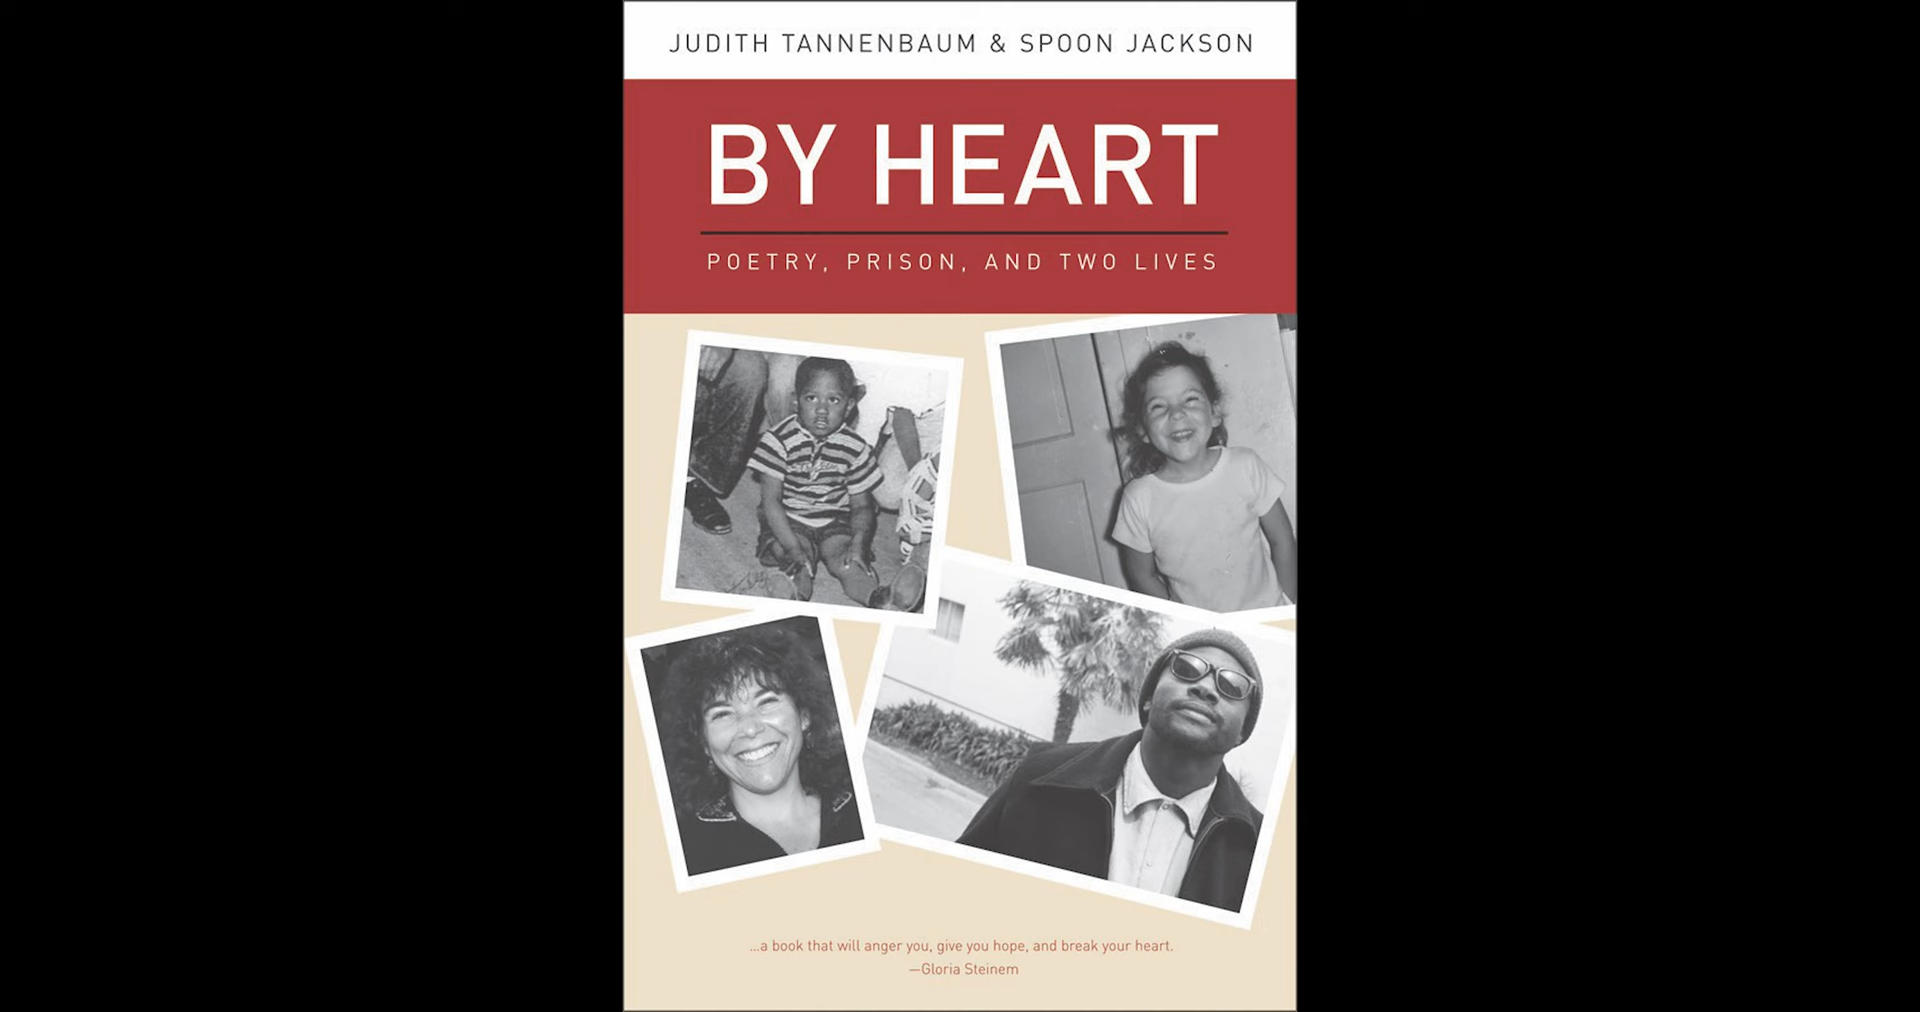 JUDITH TANNENBAUM & SPOON JACKSON
BY HEART
POETRY, PRISON, AND TWO LIVES
...a book that will anger you, give you hope, and break your heart.
—Gloria Steinem